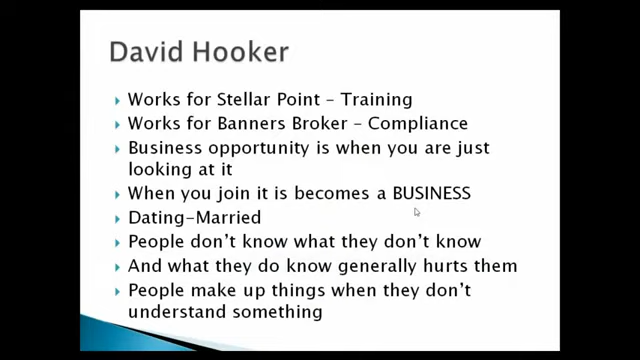 David Hooker
Works for Stellar Point – Training
Works for Banners Broker – Compliance
Business opportunity is when you are just
looking at it
When you join it is becomes a BUSINESS
Dating-Married
People don't know what they don't know
And what they do know generally hurts them
People make up things when they don't
understand something